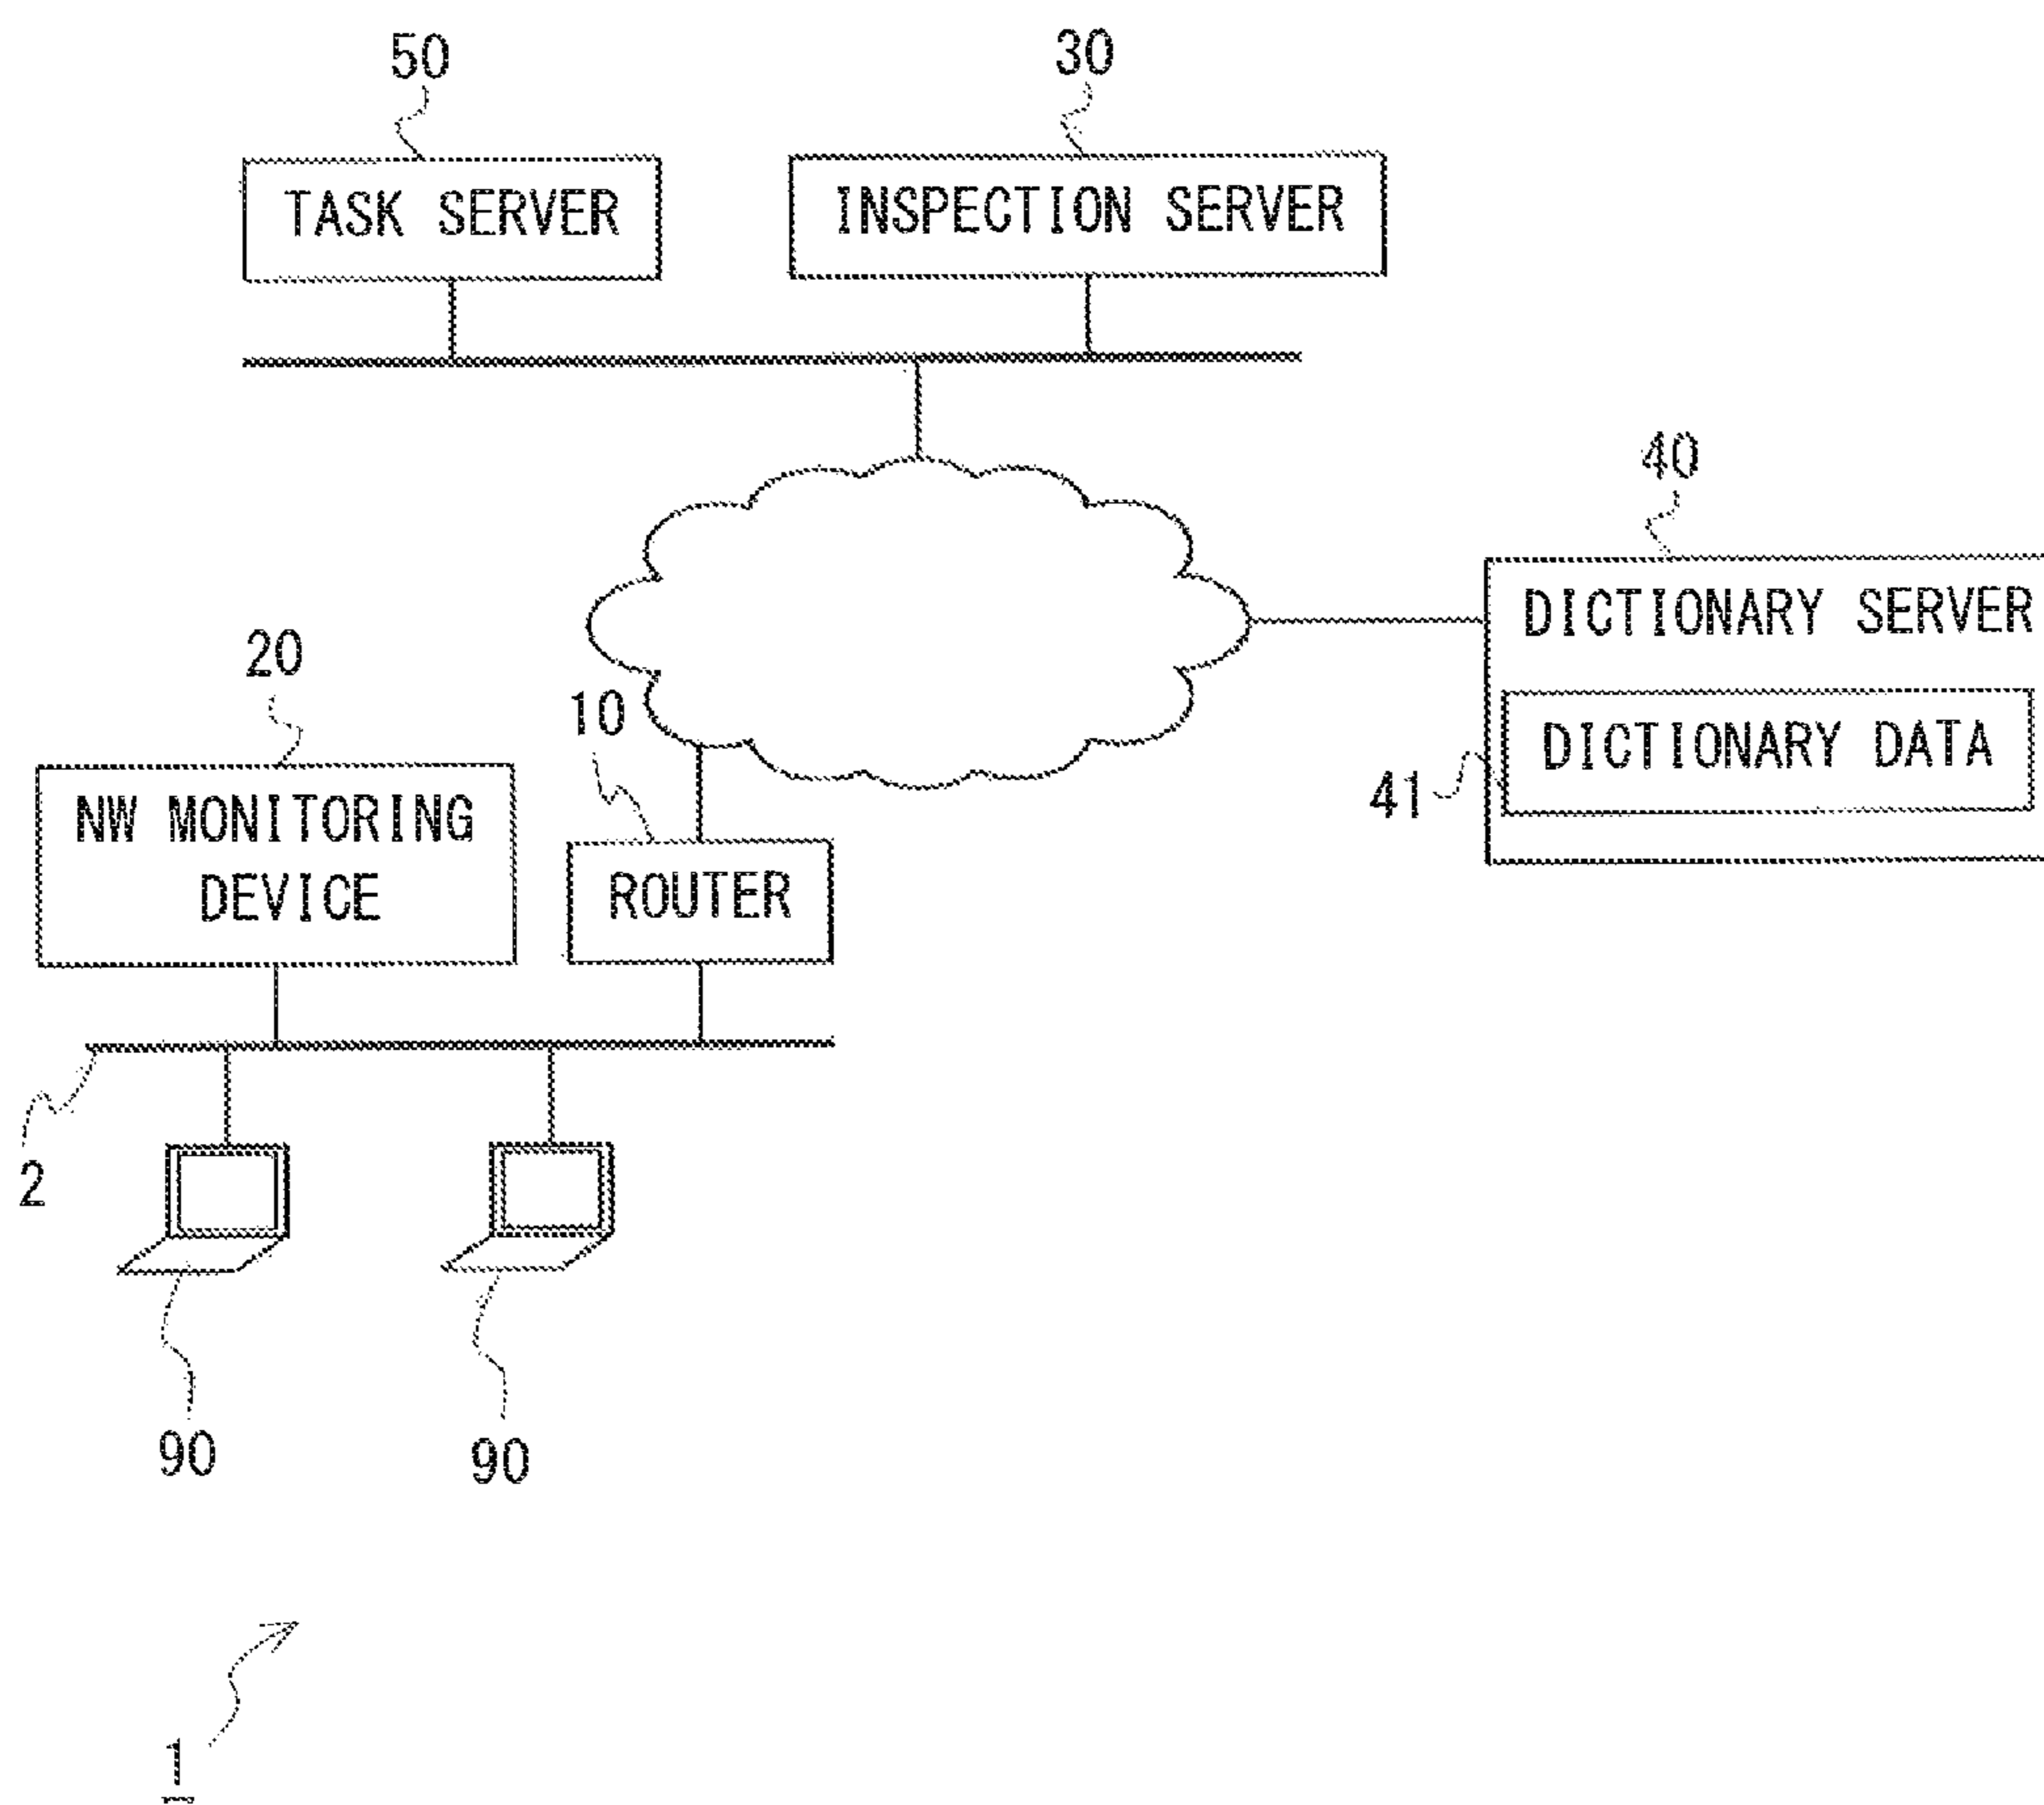 50
30
TASK SERVER
INSPECTION SERVER
40
DICTIONARY SERVER
20
10
DICTIONARY DATA
41
NW MONITORING
DEVICE
ROUTER
2
90
90
1